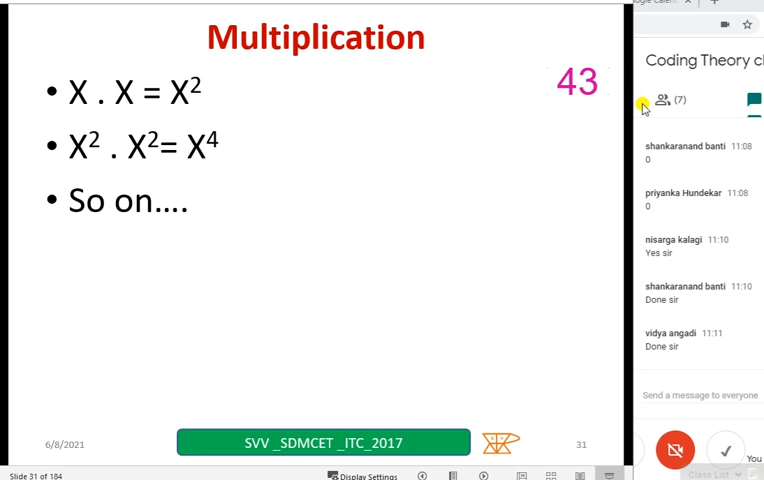 Multiplication
43
• X . X = X²
• X² . X²= X⁴
• So on....
6/8/2021
SVV _SDMCET _ITC_2017
31
Slide 31 of 184
Display Settings
Coding Theory cl
(7)
shankaranand banti 11:08
0
priyanka Hundekar 11:08
0
nisarga kalagi 11:10
Yes sir
shankaranand banti 11:10
Done sir
vidya angadi 11:11
Done sir
Send a message to everyone
You
Class List